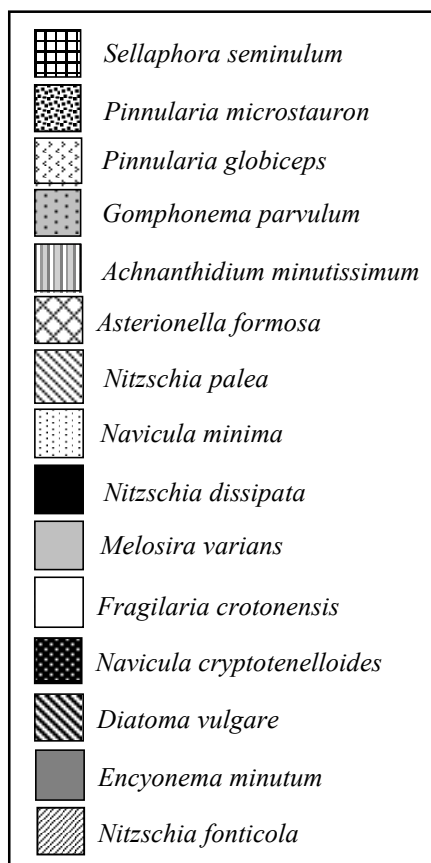 Sellaphora seminulum
Pinnularia microstauron
Pinnularia globiceps
Gomphonema parvulum
Achnanthidium minutissimum
Asterionella formosa
Nitzschia palea
Navicula minima
Nitzschia dissipata
Melosira varians
Fragilaria crotonensis
Navicula cryptotenelloides
Diatoma vulgare
Encyonema minutum
Nitzschia fonticola